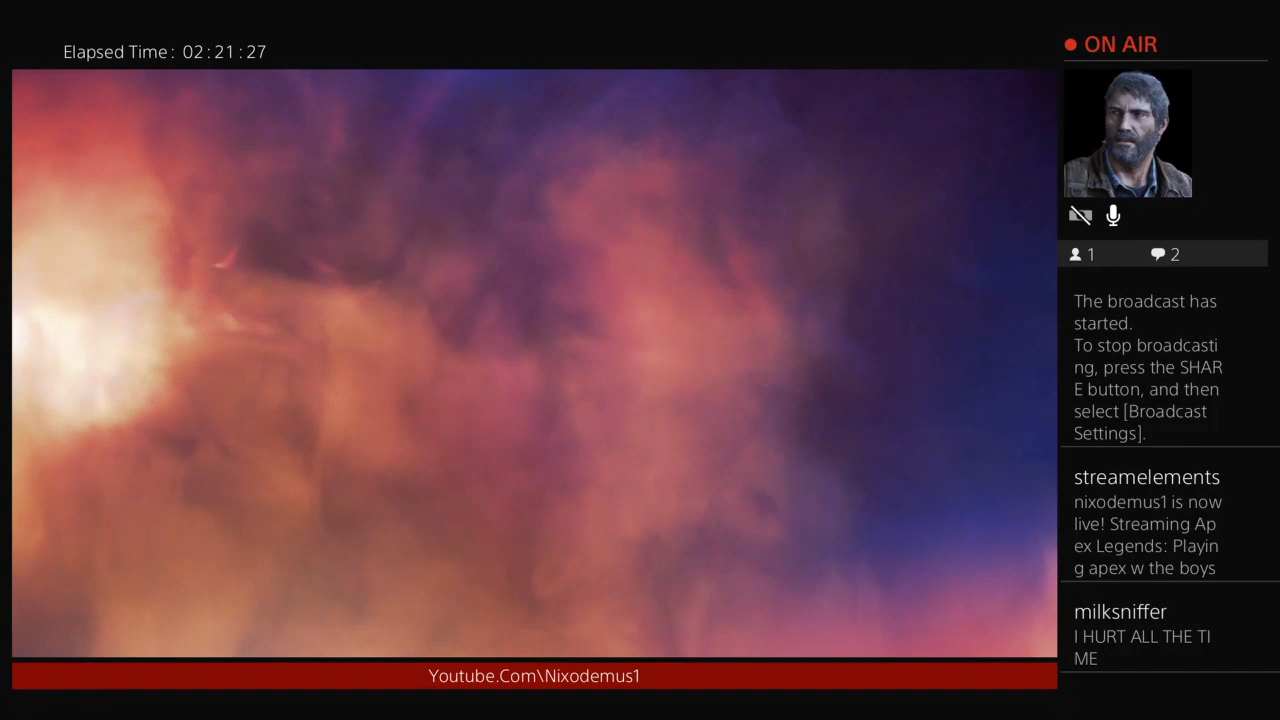 Elapsed Time: 02:21:27
ON AIR
1
2
The broadcast has
started.
To stop broadcasti
ng, press the SHAR
E button, and then
select [Broadcast
Settings].
streamelements
nixodemus1 is now
live! Streaming Ap
ex Legends: Playin
g apex w the boys
milksniffer
I HURT ALL THE TI
ME
Youtube.Com\Nixodemus1